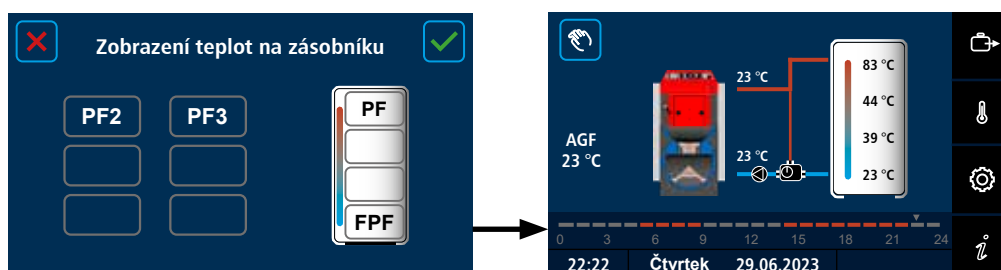 Zobrazení teplot na zásobníku
PF2 PF3 PF
FPF
AGF
23 °C
23 °C
23 °C
83 °C
44 °C
39 °C
23 °C
0 3 6 9 12 15 18 21 24
22:22 Čtvrtek 29.06.2023
i